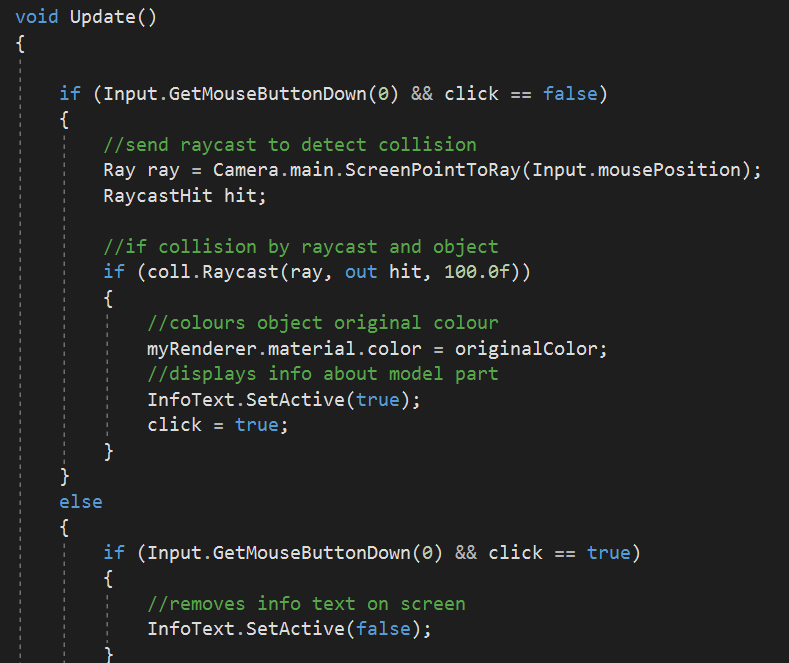 void Update()
{
if (Input.GetMouseButtonDown(0) && click == false)
{
//send raycast to detect collision
Ray ray = Camera.main.ScreenPointToRay(Input.mousePosition);
RaycastHit hit;
//if collision by raycast and object
if (coll.Raycast(ray, out hit, 100.0f))
{
//colours object original colour
myRenderer.material.color = originalColor;
//displays info about model part
InfoText.SetActive(true);
click = true;
}
}
else
{
if (Input.GetMouseButtonDown(0) && click == true)
{
//removes info text on screen
InfoText.SetActive(false);
}